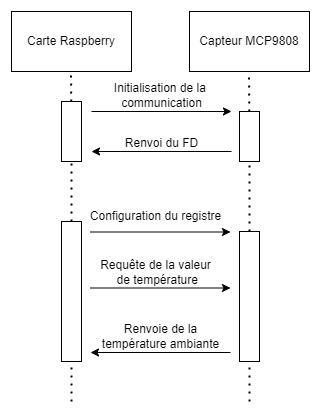 Carte Raspberry
Capteur MCP9808
Initialisation de la
communication
Renvoi du FD
Configuration du registre
Requête de la valeur
de température
Renvoie de la
température ambiante